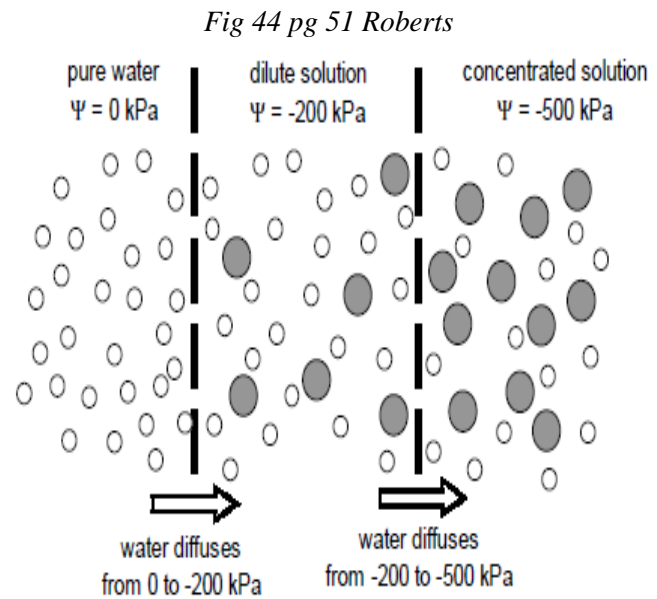 Fig 44 pg 51 Roberts
pure water
Ψ = 0 kPa
dilute solution
Ψ = -200 kPa
concentrated solution
Ψ = -500 kPa
water diffuses
from 0 to -200 kPa
water diffuses
from -200 to -500 kPa